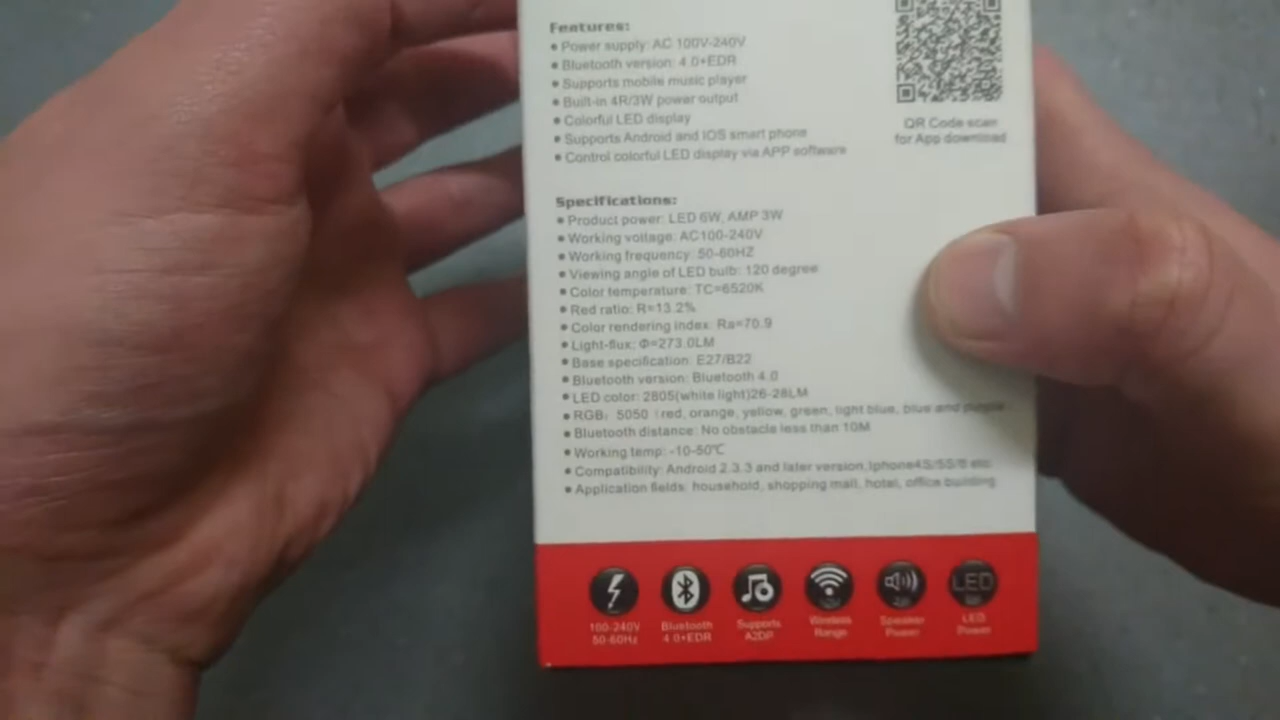 Features:
• Power supply: AC 100V-240V
• Bluetooth version: 4.0+EDR
• Supports mobile music player
• Built-in 4R/3W power output
• Colorful LED display
• Supports Android and IOS smart phone
• Control colorful LED display via APP software
QR Code scan
for App download
Specifications:
• Product power: LED 6W, AMP 3W
• Working voltage: AC100-240V
• Working frequency: 50-60HZ
• Viewing angle of LED bulb: 120 degree
• Color temperature: TC=6520K
• Red ratio: R=13.2%
• Color rendering index: Ra=70.9
• Light-flux: Φ=273.0LM
• Base specification: E27/B22
• Bluetooth version: Bluetooth 4.0
• LED color: 2805(white light)26-28LM
• RGB: 5050 : red, orange, yellow, green, light blue, blue and purple
• Bluetooth distance: No obstacle less than 10M
• Working temp: -10-50℃
• Compatibility: Android 2.3.3 and later version,Iphone4S/5S/6 etc
• Application fields: household, shopping mall, hotel, office building
LED
100-240V
50-60Hz
Bluetooth
4.0+EDR
Supports
A2DP
Wireless
Range
Speaker
Power
LED
Power